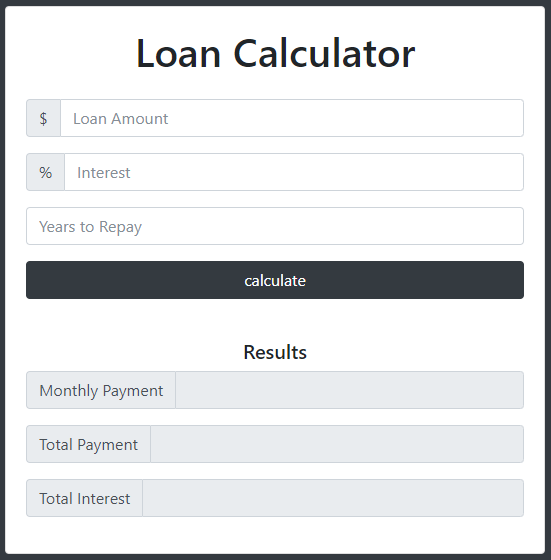 Loan Calculator
$ Loan Amount
% Interest
Years to Repay
calculate
Results
Monthly Payment
Total Payment
Total Interest